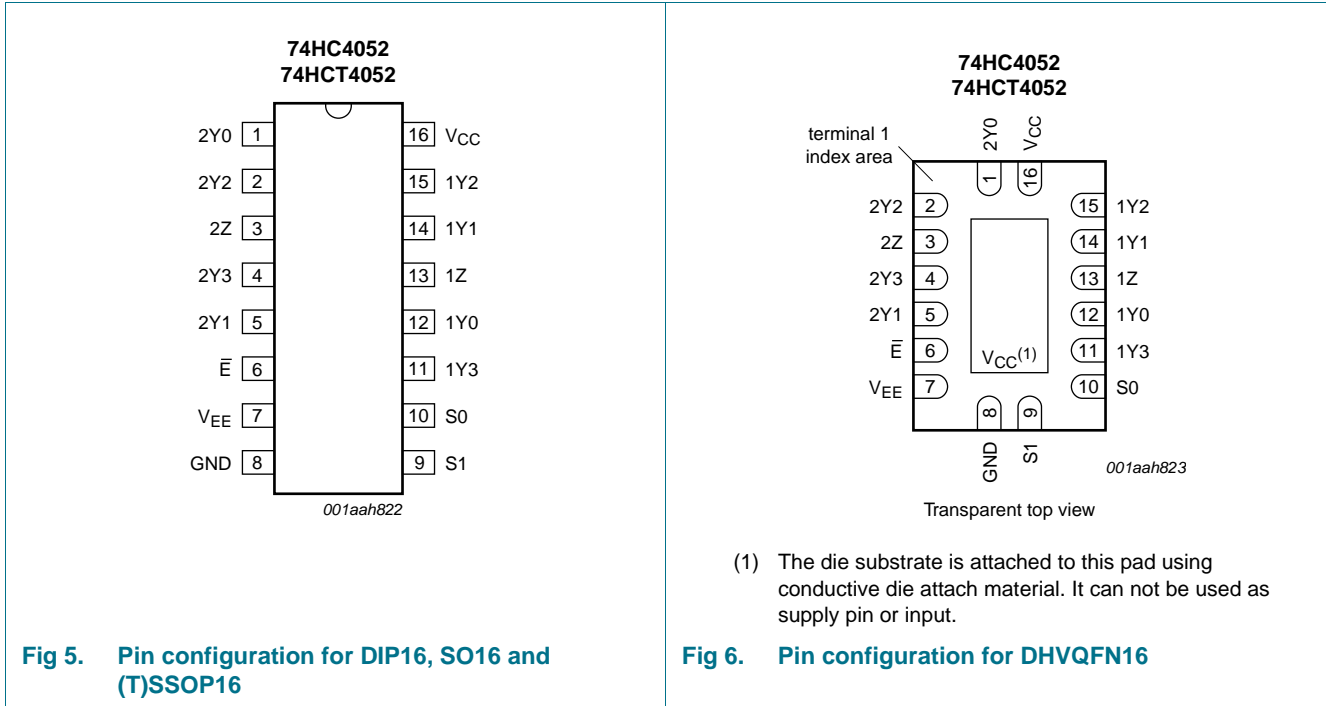 74HC4052
74HCT4052
2Y0 1
16 VCC
2Y2 2
15 1Y2
2Z 3
14 1Y1
2Y3 4
13 1Z
2Y1 5
12 1Y0
E̅ 6
11 1Y3
VEE 7
10 S0
GND 8
9 S1
001aah822
Fig 5. Pin configuration for DIP16, SO16 and
(T)SSOP16
74HC4052
74HCT4052
terminal 1
index area
2Y0
VCC
1
16
2Y2 2
15 1Y2
2Z 3
14 1Y1
2Y3 4
13 1Z
2Y1 5
12 1Y0
E̅ 6
VCC(1)
11 1Y3
VEE 7
10 S0
8
9
GND
S1
001aah823
Transparent top view
(1) The die substrate is attached to this pad using
conductive die attach material. It can not be used as
supply pin or input.
Fig 6. Pin configuration for DHVQFN16